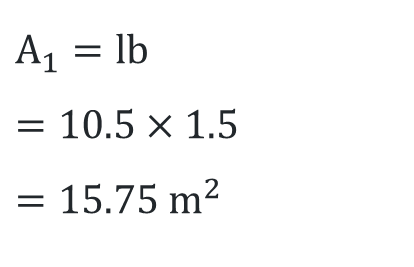 A₁ = lb
= 10.5 × 1.5
= 15.75 m²